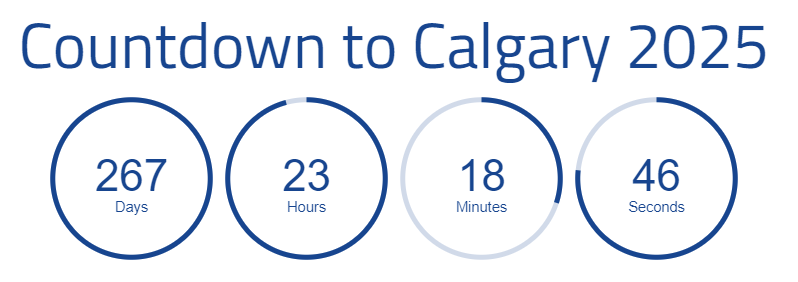 Countdown to Calgary 2025
267 23 18 46
Days Hours Minutes Seconds